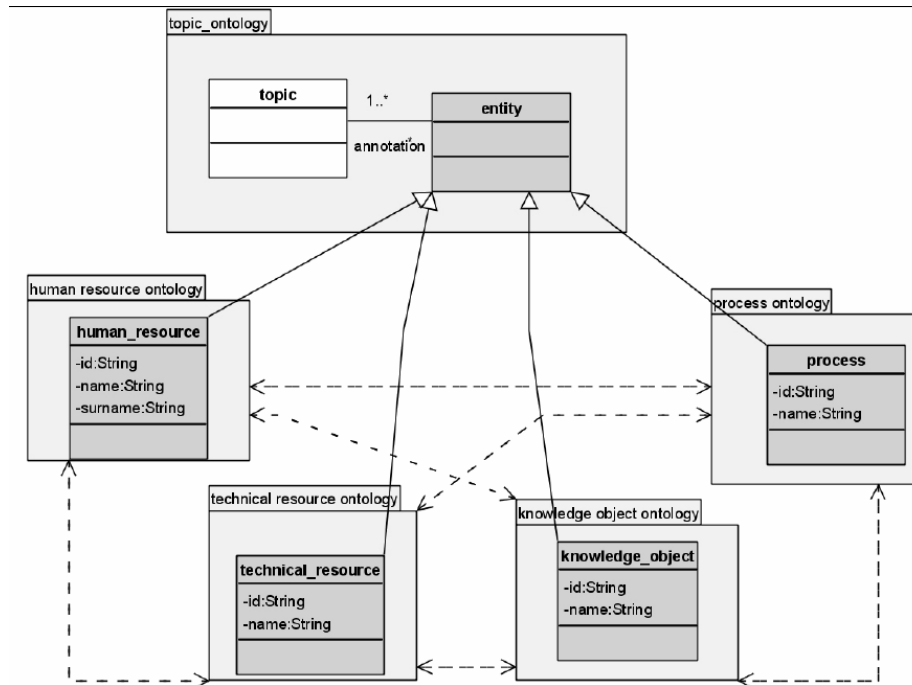 topic_ontology
topic
1..*
entity
annotation
*
human resource ontology
human_resource
-id:String
-name:String
-surname:String
process ontology
process
-id:String
-name:String
technical resource ontology
technical_resource
-id:String
-name:String
knowledge object ontology
knowledge_object
-id:String
-name:String